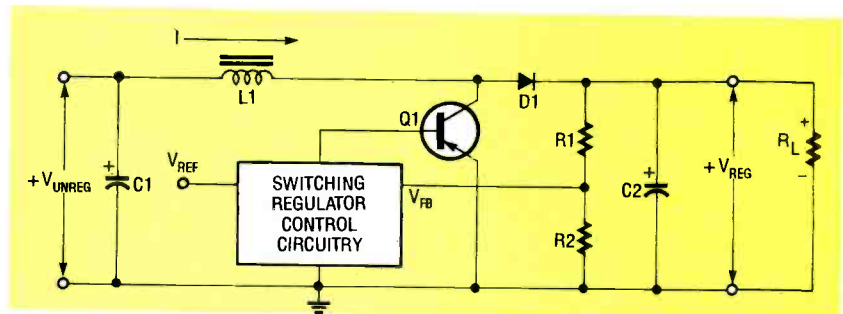 I
L1
D1
Q1
R1
R_L
+
−
+V_UNREG
+
C1
V_REF
SWITCHING
REGULATOR
CONTROL
CIRCUITRY
V_FB
+
C2
+V_REG
R2